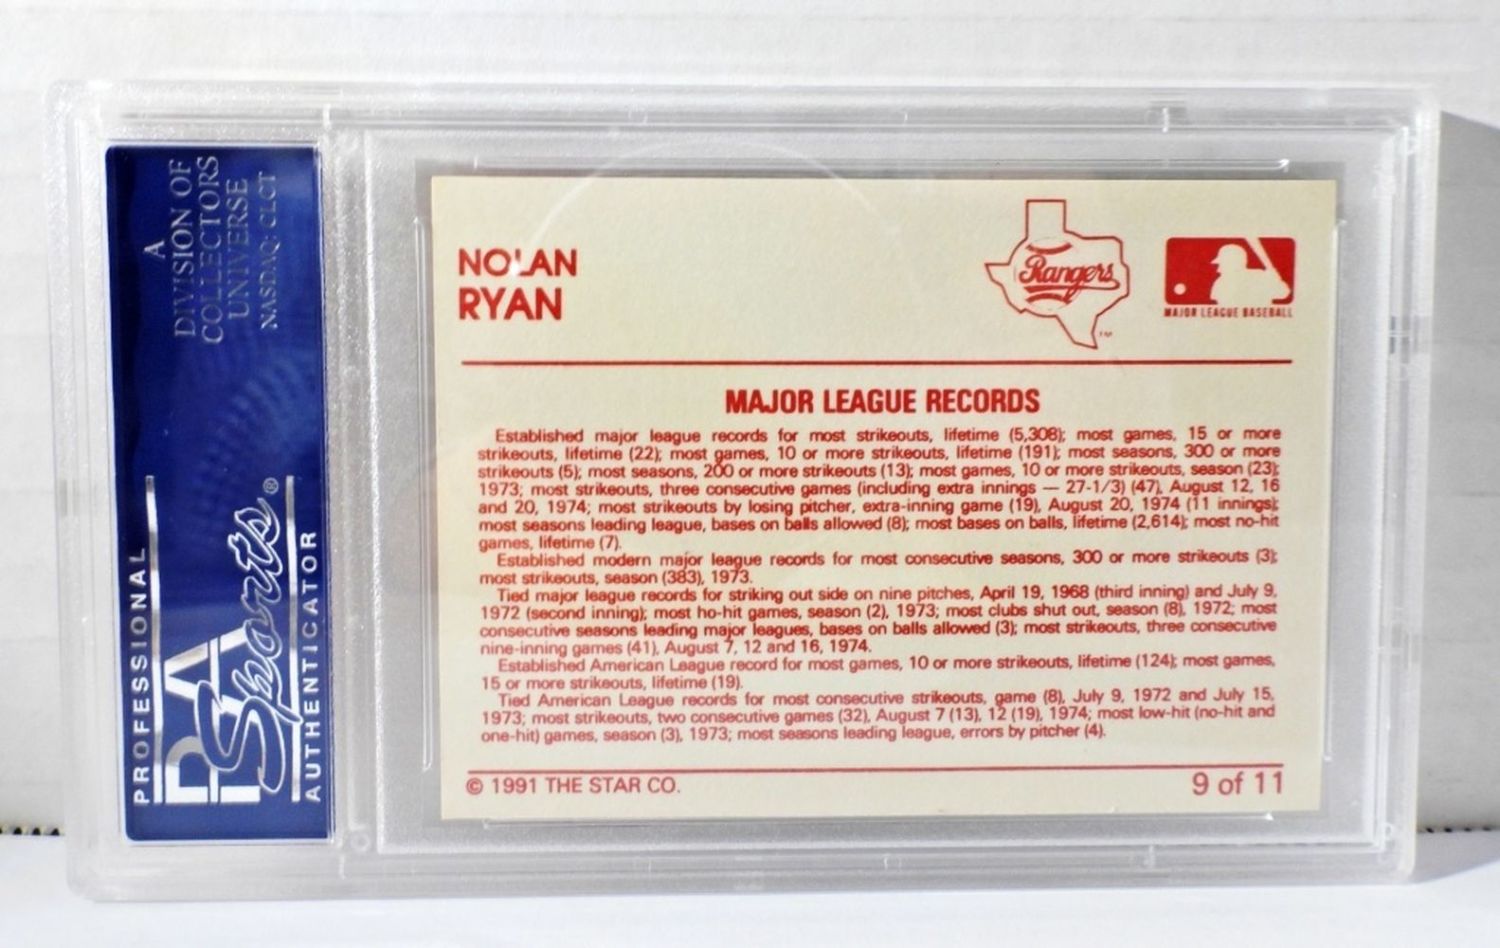 A
DIVISION OF
COLLECTORS
UNIVERSE
NASDAQ: CLCT
PROFESSIONAL
PSA
Sports®
AUTHENTICATOR
NOLAN
RYAN
Rangers
TM
MAJOR LEAGUE BASEBALL
MAJOR LEAGUE RECORDS
Established major league records for most strikeouts, lifetime (5,308); most games, 15 or more
strikeouts, lifetime (22); most games, 10 or more strikeouts, lifetime (191); most seasons, 300 or more
strikeouts (5); most seasons, 200 or more strikeouts (13); most games, 10 or more strikeouts, season (23);
1973; most strikeouts, three consecutive games (including extra innings — 27-1/3) (47), August 12, 16
and 20, 1974; most strikeouts by losing pitcher, extra-inning game (19), August 20, 1974 (11 innings);
most seasons leading league, bases on balls allowed (8); most bases on balls, lifetime (2,614); most no-hit
games, lifetime (7).
Established modern major league records for most consecutive seasons, 300 or more strikeouts (3);
most strikeouts, season (383), 1973.
Tied major league records for striking out side on nine pitches, April 19, 1968 (third inning) and July 9,
1972 (second inning); most ho-hit games, season (2), 1973; most clubs shut out, season (8), 1972; most
consecutive seasons leading major leagues, bases on balls allowed (3); most strikeouts, three consecutive
nine-inning games (41), August 7, 12 and 16, 1974.
Established American League record for most games, 10 or more strikeouts, lifetime (124); most games,
15 or more strikeouts, lifetime (19).
Tied American League records for most consecutive strikeouts, game (8), July 9, 1972 and July 15,
1973; most strikeouts, two consecutive games (32), August 7 (13), 12 (19), 1974; most low-hit (no-hit and
one-hit) games, season (3), 1973; most seasons leading league, errors by pitcher (4).
© 1991 THE STAR CO.
9 of 11